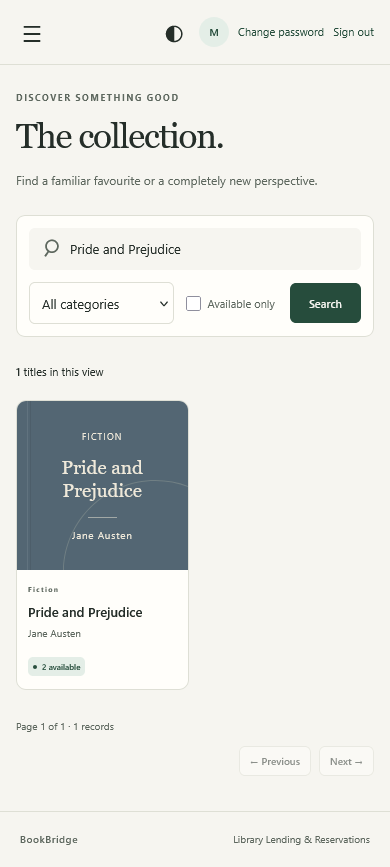 M Change password Sign out
DISCOVER SOMETHING GOOD
The collection.
Find a familiar favourite or a completely new perspective.
Pride and Prejudice
All categories Available only Search
1 titles in this view
FICTION
Pride and
Prejudice
Jane Austen
Fiction
Pride and Prejudice
Jane Austen
2 available
Page 1 of 1 · 1 records
← Previous Next →
BookBridge Library Lending & Reservations